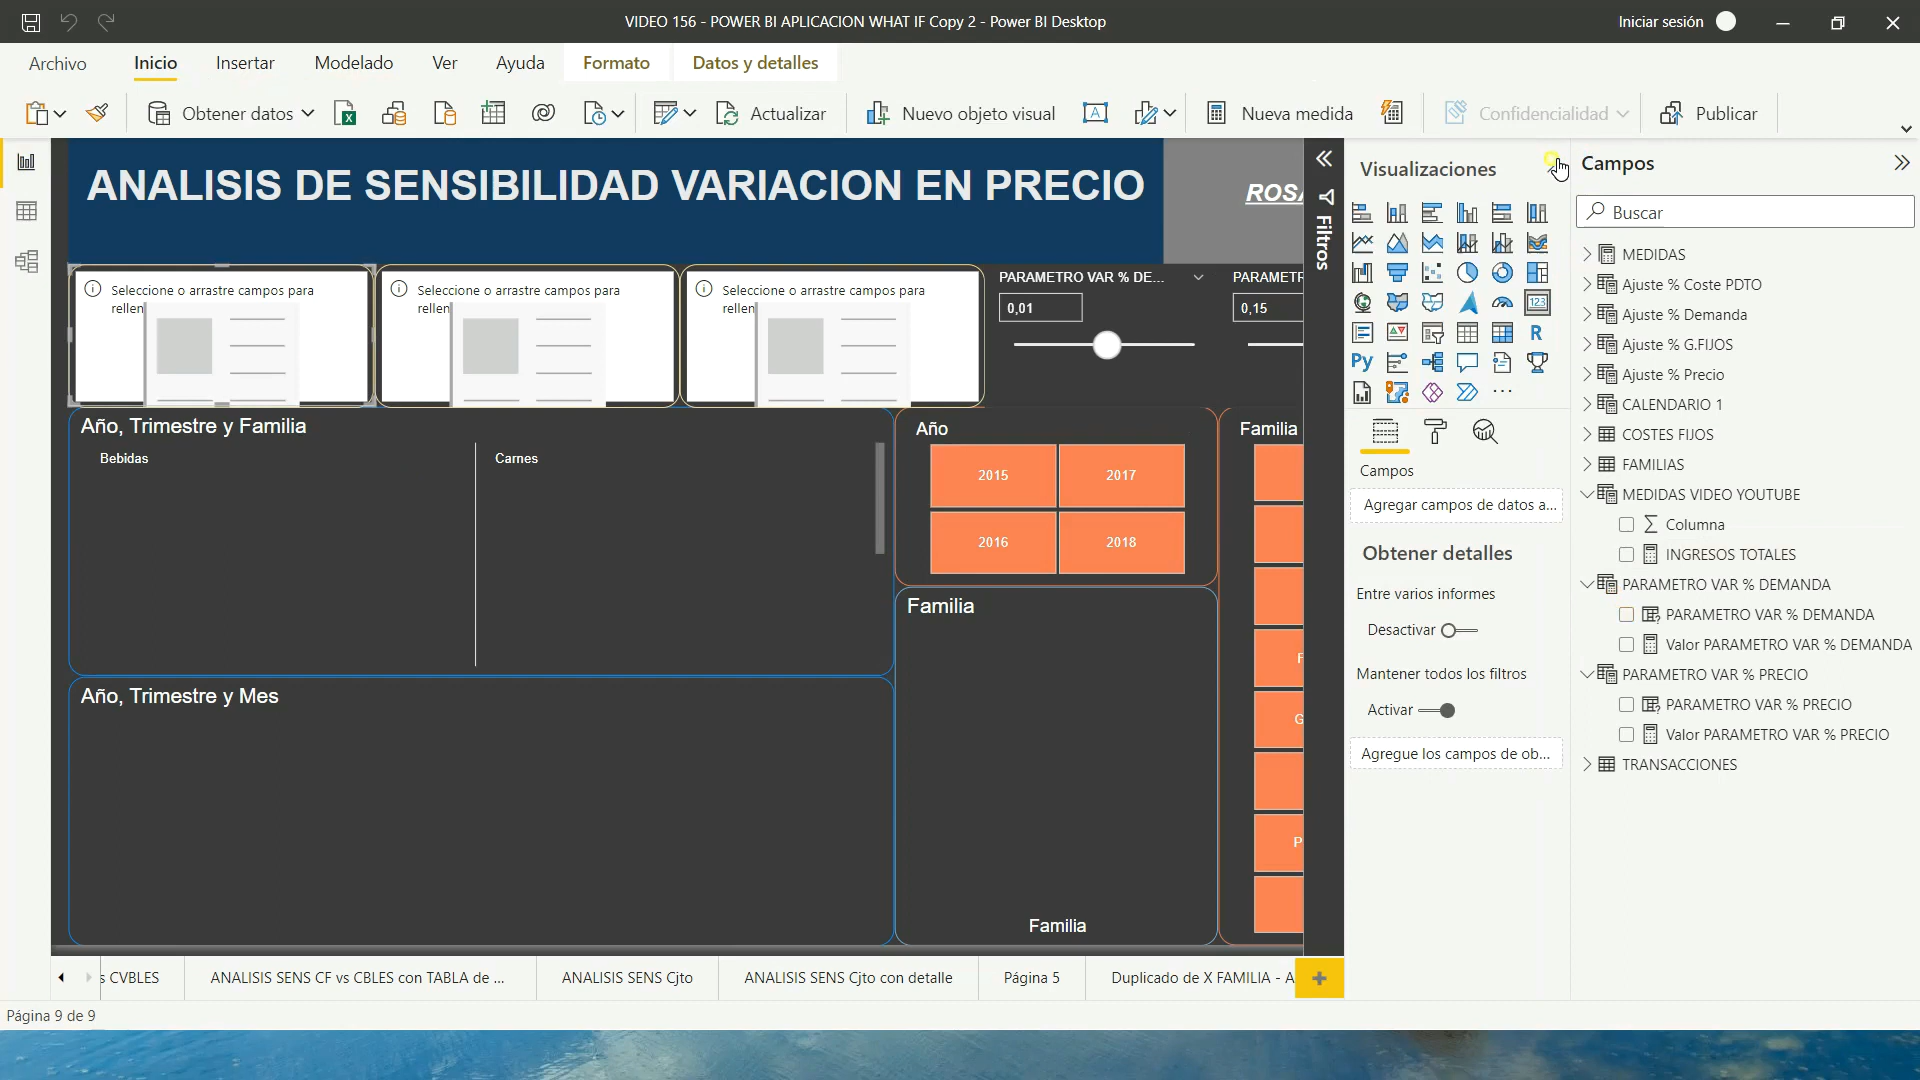 VIDEO 156 - POWER BI APLICACION WHAT IF Copy 2 - Power BI Desktop
Iniciar sesión
Archivo
Inicio
Insertar
Modelado
Ver
Ayuda
Formato
Datos y detalles
Obtener datos
Actualizar
Nuevo objeto visual
Nueva medida
Confidencialidad
Publicar
ANALISIS DE SENSIBILIDAD VARIACION EN PRECIO
ROSA
Seleccione o arrastre campos para
rellen
Seleccione o arrastre campos para
rellen
Seleccione o arrastre campos para
rellen
PARAMETRO VAR % DE...
0,01
PARAMETR
0,15
Año, Trimestre y Familia
Bebidas
Carnes
Año
2015
2017
2016
2018
Familia
F
G
P
Familia
Familia
Año, Trimestre y Mes
Filtros
Visualizaciones
123
R
Py
Campos
Agregar campos de datos a...
Obtener detalles
Entre varios informes
Desactivar
Mantener todos los filtros
Activar
Agregue los campos de ob...
Campos
Buscar
MEDIDAS
Ajuste % Coste PDTO
Ajuste % Demanda
Ajuste % G.FIJOS
Ajuste % Precio
CALENDARIO 1
COSTES FIJOS
FAMILIAS
MEDIDAS VIDEO YOUTUBE
Columna
INGRESOS TOTALES
PARAMETRO VAR % DEMANDA
PARAMETRO VAR % DEMANDA
Valor PARAMETRO VAR % DEMANDA
PARAMETRO VAR % PRECIO
PARAMETRO VAR % PRECIO
Valor PARAMETRO VAR % PRECIO
TRANSACCIONES
s CVBLES
ANALISIS SENS CF vs CBLES con TABLA de ...
ANALISIS SENS Cjto
ANALISIS SENS Cjto con detalle
Página 5
Duplicado de X FAMILIA - A
Página 9 de 9